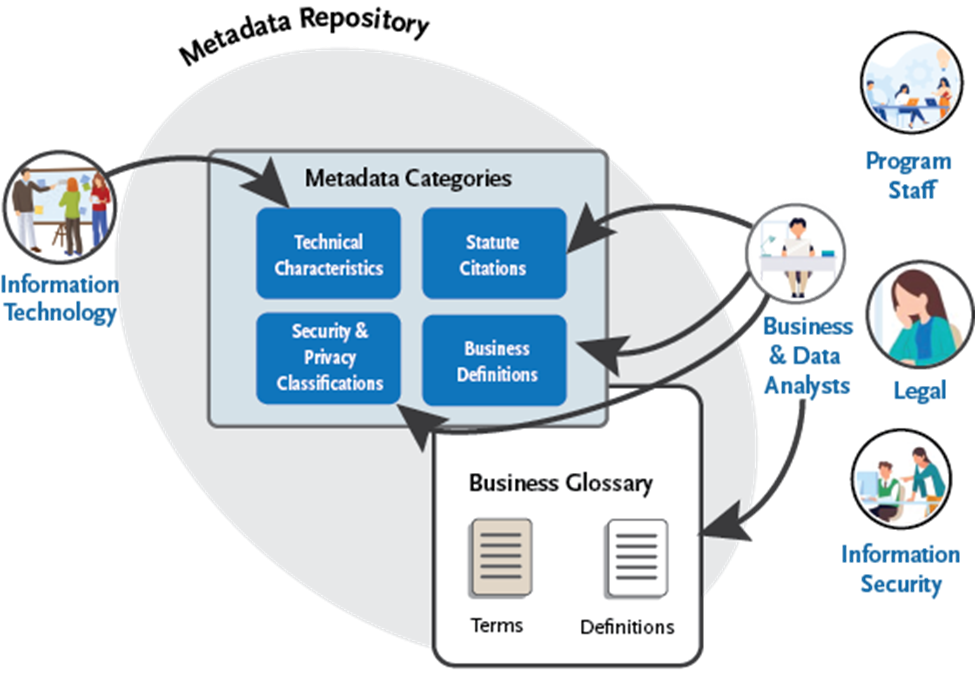 Metadata Repository
Metadata Categories
Technical
Characteristics
Statute
Citations
Security &
Privacy
Classifications
Business
Definitions
Information
Technology
Program
Staff
Business
& Data
Analysts
Legal
Information
Security
Business Glossary
Terms
Definitions